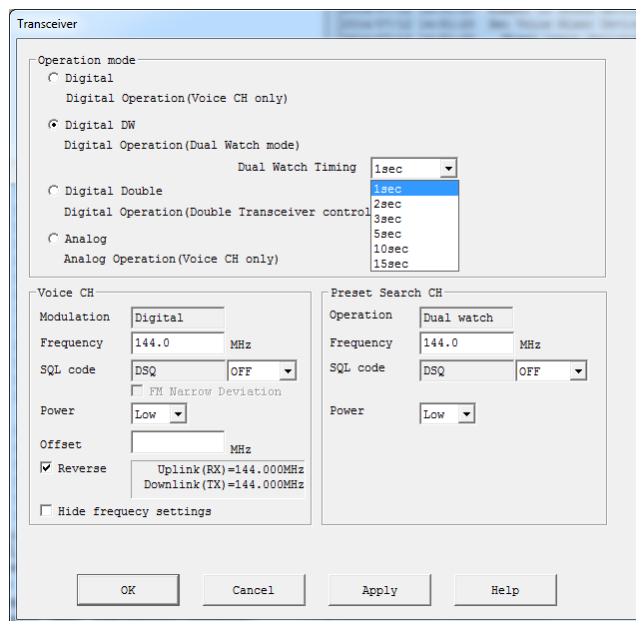 Transceiver
Operation mode
Digital
Digital Operation(Voice CH only)
Digital DW
Digital Operation(Dual Watch mode)
Dual Watch Timing 1sec
1sec
2sec
3sec
5sec
10sec
15sec
Digital Double
Digital Operation(Double Transceiver control
Analog
Analog Operation(Voice CH only)
Voice CH
Modulation Digital
Frequency 144.0 MHz
SQL code DSQ OFF
FM Narrow Deviation
Power Low
Offset MHz
Reverse Uplink(RX)=144.000MHz
Downlink(TX)=144.000MHz
Hide frequecy settings
Preset Search CH
Operation Dual watch
Frequency 144.0 MHz
SQL code DSQ OFF
Power Low
OK Cancel Apply Help